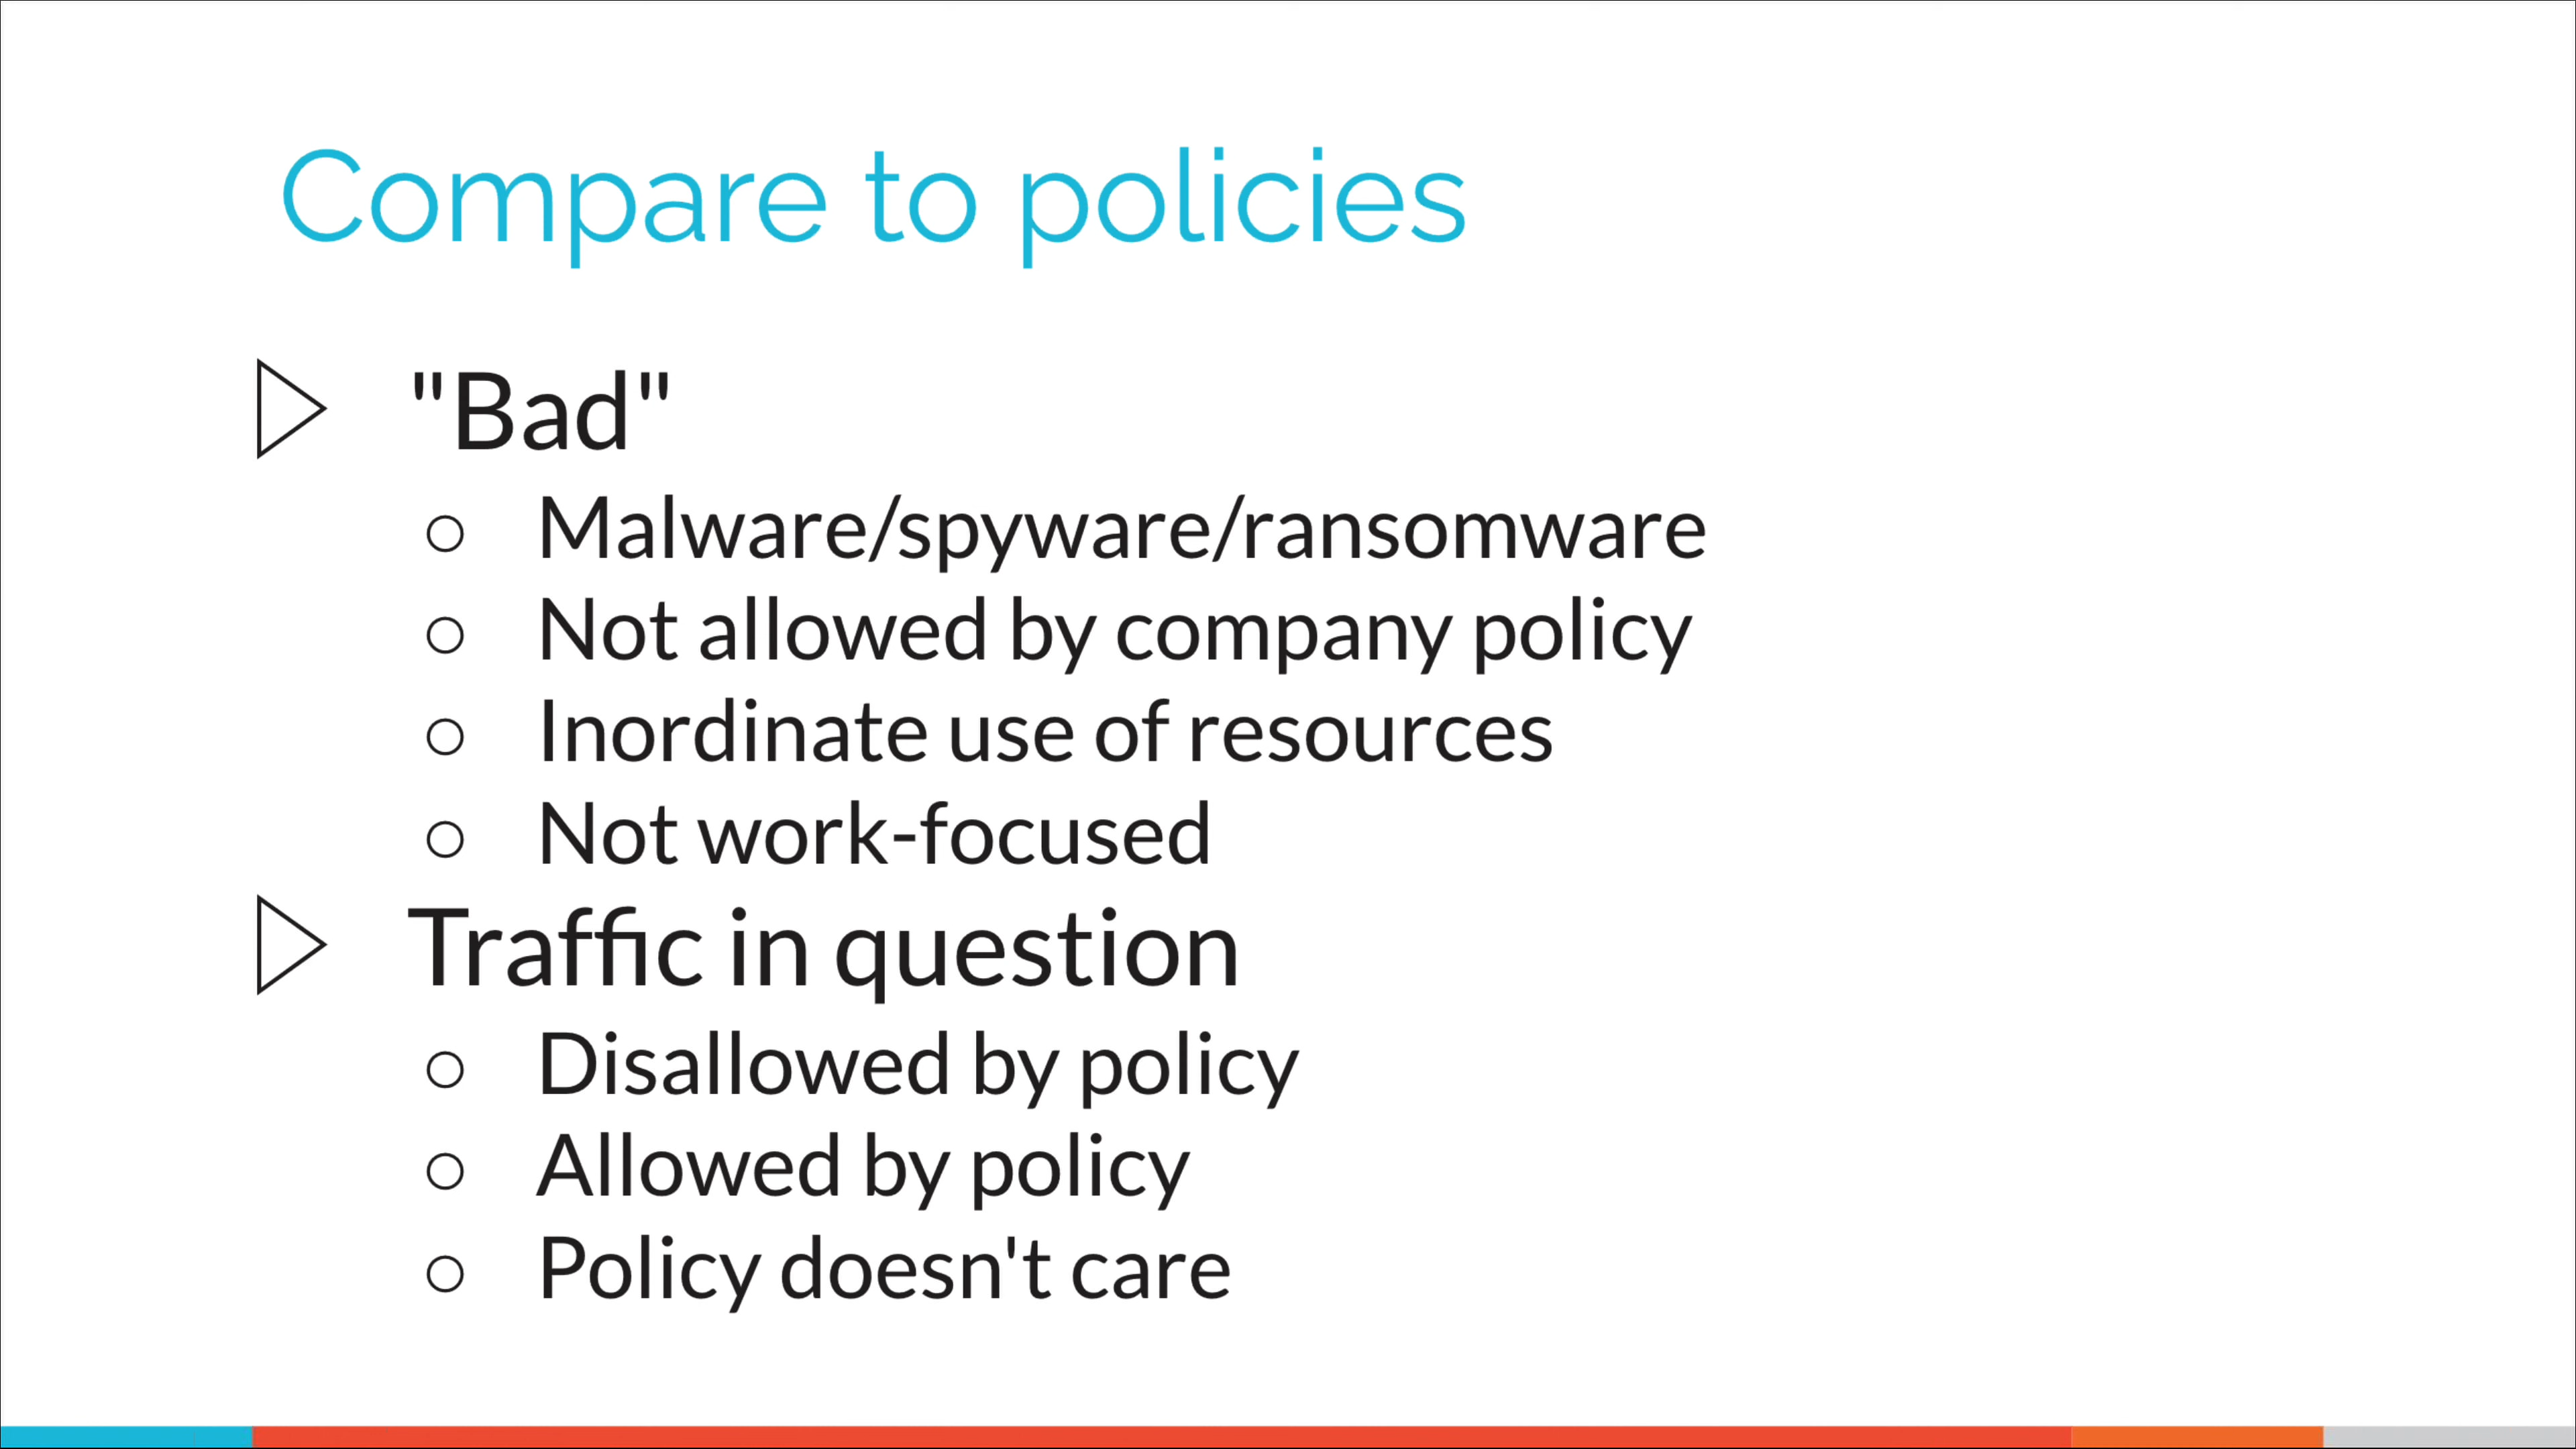 Compare to policies
"Bad"
Malware/spyware/ransomware
Not allowed by company policy
Inordinate use of resources
Not work-focused
Traffic in question
Disallowed by policy
Allowed by policy
Policy doesn't care